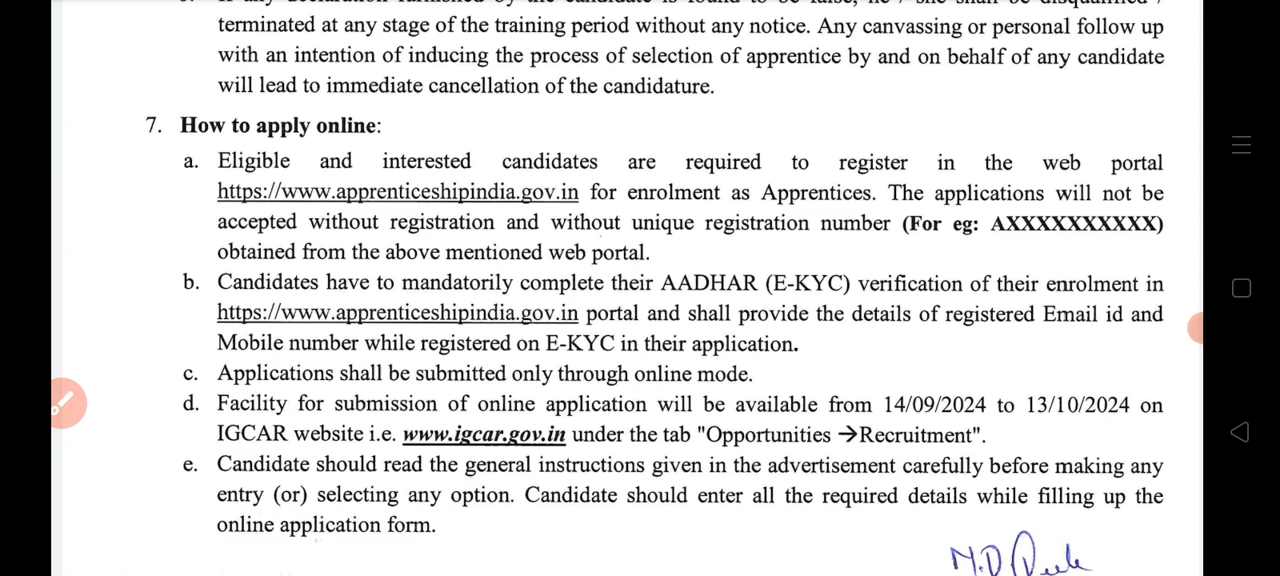 terminated at any stage of the training period without any notice. Any canvassing or personal follow up
with an intention of inducing the process of selection of apprentice by and on behalf of any candidate
will lead to immediate cancellation of the candidature.
7. How to apply online:
a. Eligible and interested candidates are required to register in the web portal
https://www.apprenticeshipindia.gov.in for enrolment as Apprentices. The applications will not be
accepted without registration and without unique registration number (For eg: AXXXXXXXXXX)
obtained from the above mentioned web portal.
b. Candidates have to mandatorily complete their AADHAR (E-KYC) verification of their enrolment in
https://www.apprenticeshipindia.gov.in portal and shall provide the details of registered Email id and
Mobile number while registered on E-KYC in their application.
c. Applications shall be submitted only through online mode.
d. Facility for submission of online application will be available from 14/09/2024 to 13/10/2024 on
IGCAR website i.e. www.igcar.gov.in under the tab "Opportunities →Recruitment".
e. Candidate should read the general instructions given in the advertisement carefully before making any
entry (or) selecting any option. Candidate should enter all the required details while filling up the
online application form.